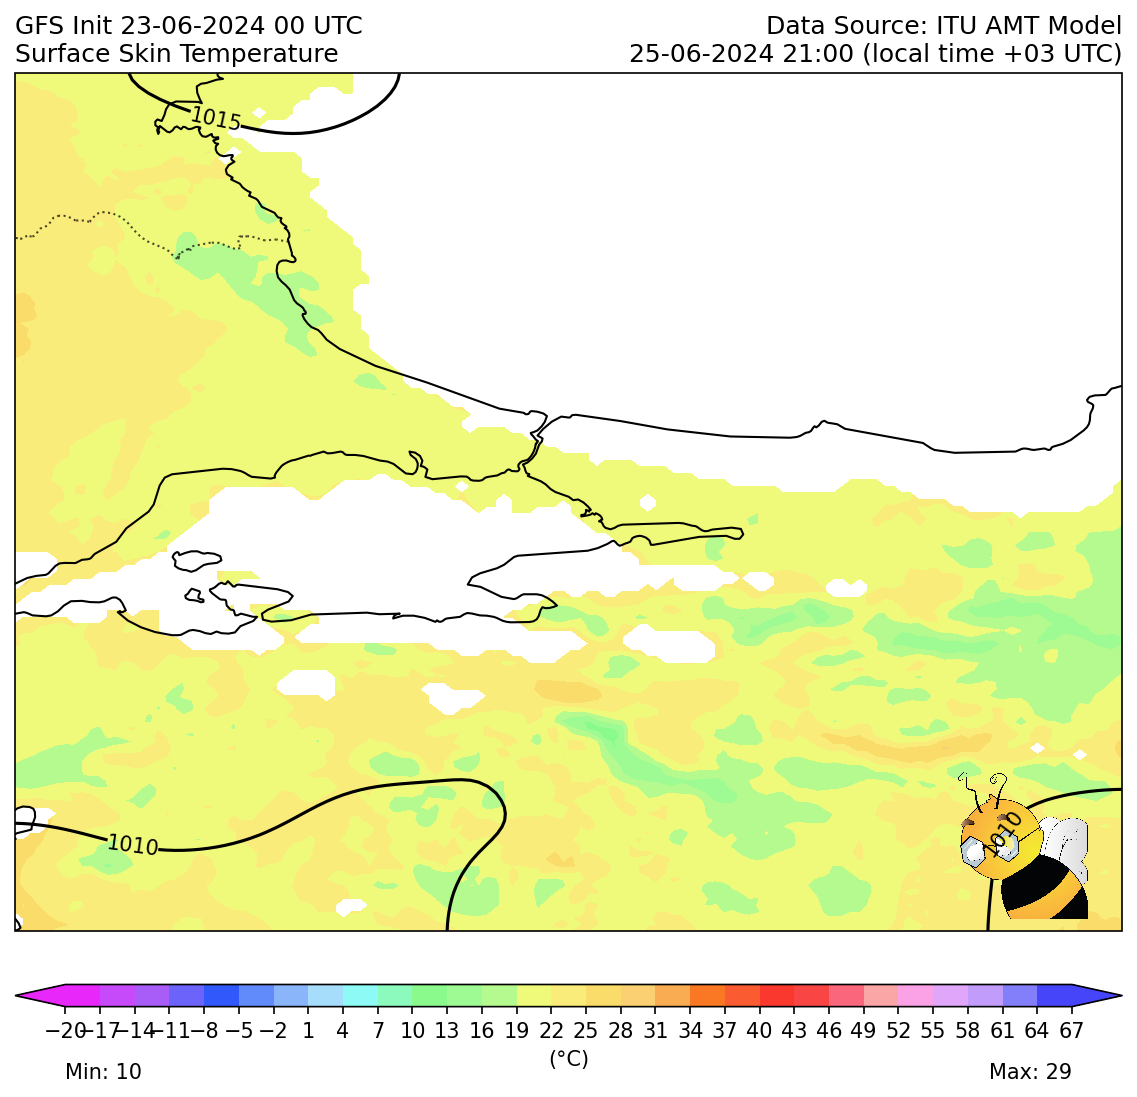 GFS Init 23-06-2024 00 UTC
Data Source: ITU AMT Model
Surface Skin Temperature
25-06-2024 21:00 (local time +03 UTC)
1015
1010
1010
−20 −17 −14 −11 −8 −5 −2 1 4 7 10 13 16 19 22 25 28 31 34 37 40 43 46 49 52 55 58 61 64 67
(°C)
Min: 10
Max: 29